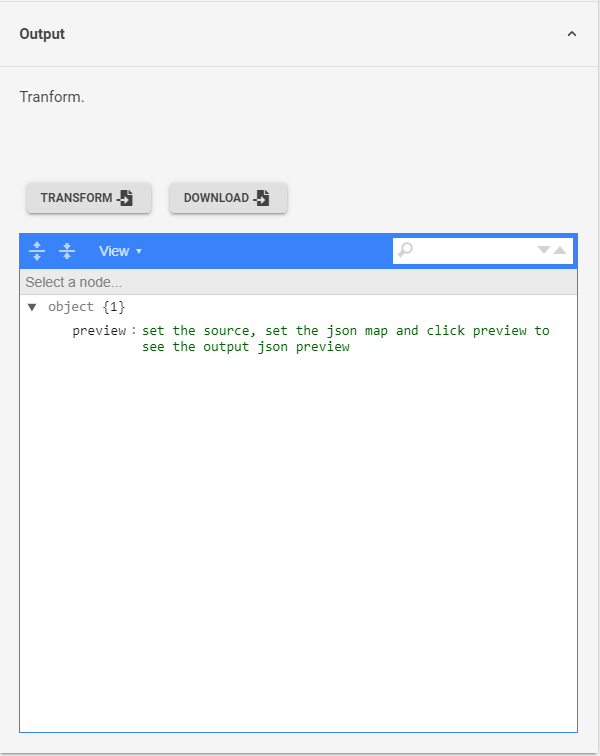 Output
Tranform.
TRANSFORM
DOWNLOAD
View ▾
Select a node...
▼ object {1}
preview : set the source, set the json map and click preview to
see the output json preview